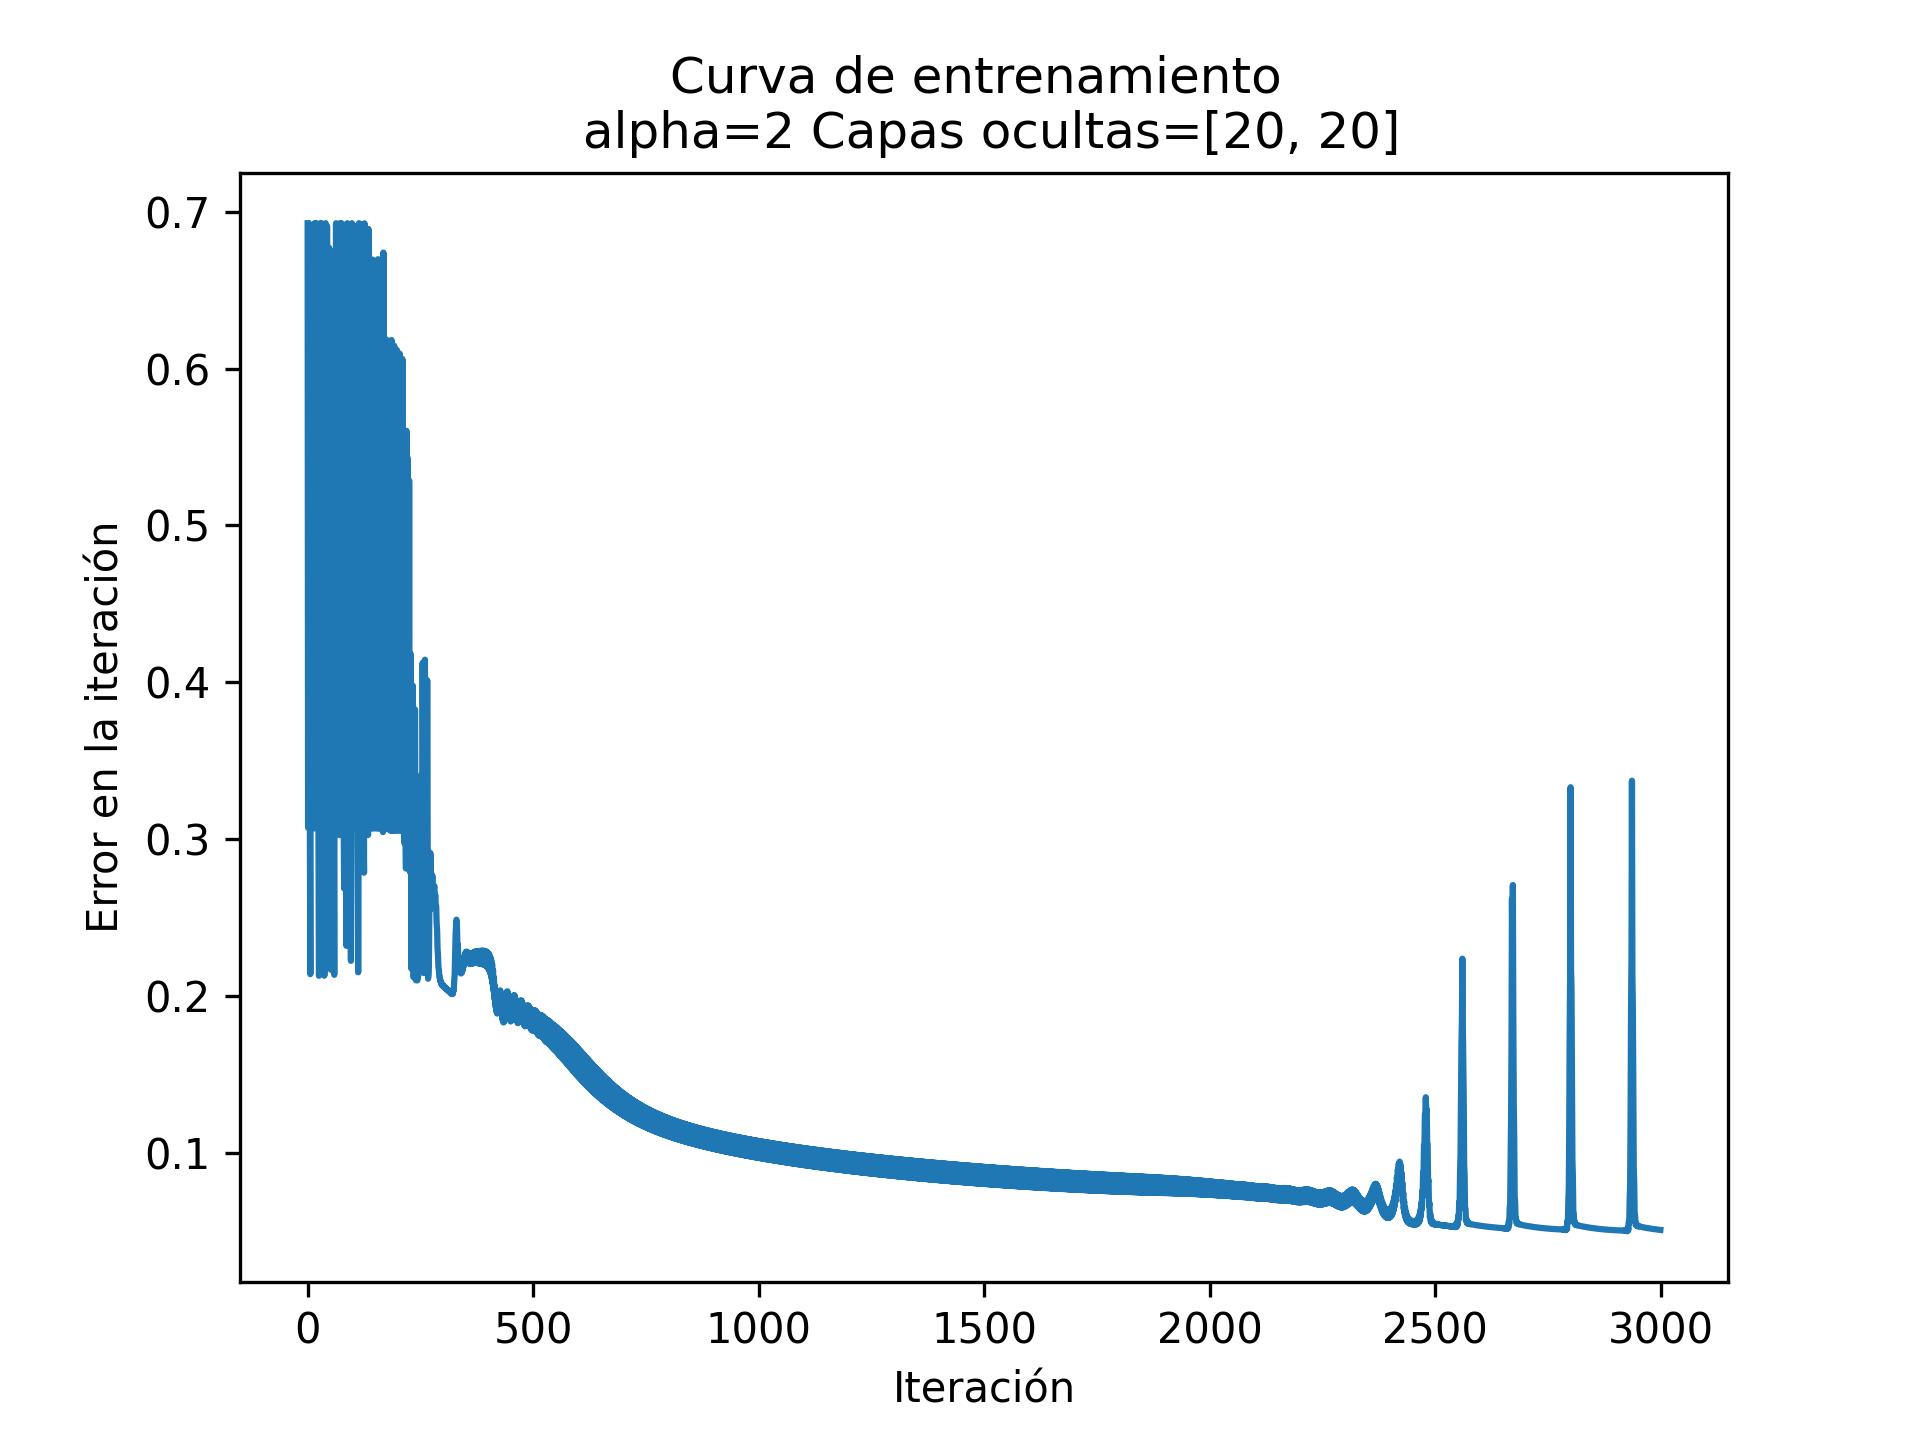 Curva de entrenamiento
alpha=2 Capas ocultas=[20, 20]
0.7
0.6
0.5
0.4
0.3
0.2
0.1
Error en la iteración
0 500 1000 1500 2000 2500 3000
Iteración